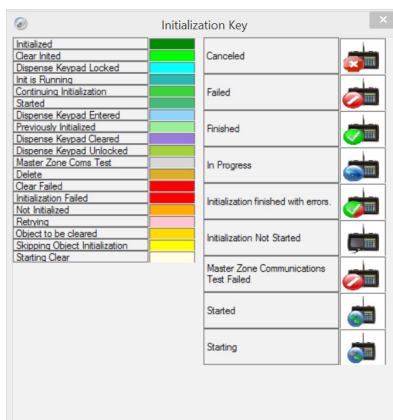 Initialization Key
Initialized
Clear Inited
Dispense Keypad Locked
Init is Running
Continuing Initialization
Started
Dispense Keypad Entered
Previously Initialized
Dispense Keypad Cleared
Dispense Keypad Unlocked
Master Zone Coms Test
Delete
Clear Failed
Initialization Failed
Not Initialized
Retrying
Object to be cleared
Skipping Object Initialization
Starting Clear
Canceled
Failed
Finished
In Progress
Initialization finished with errors.
Initialization Not Started
Master Zone Communications
Test Failed
Started
Starting